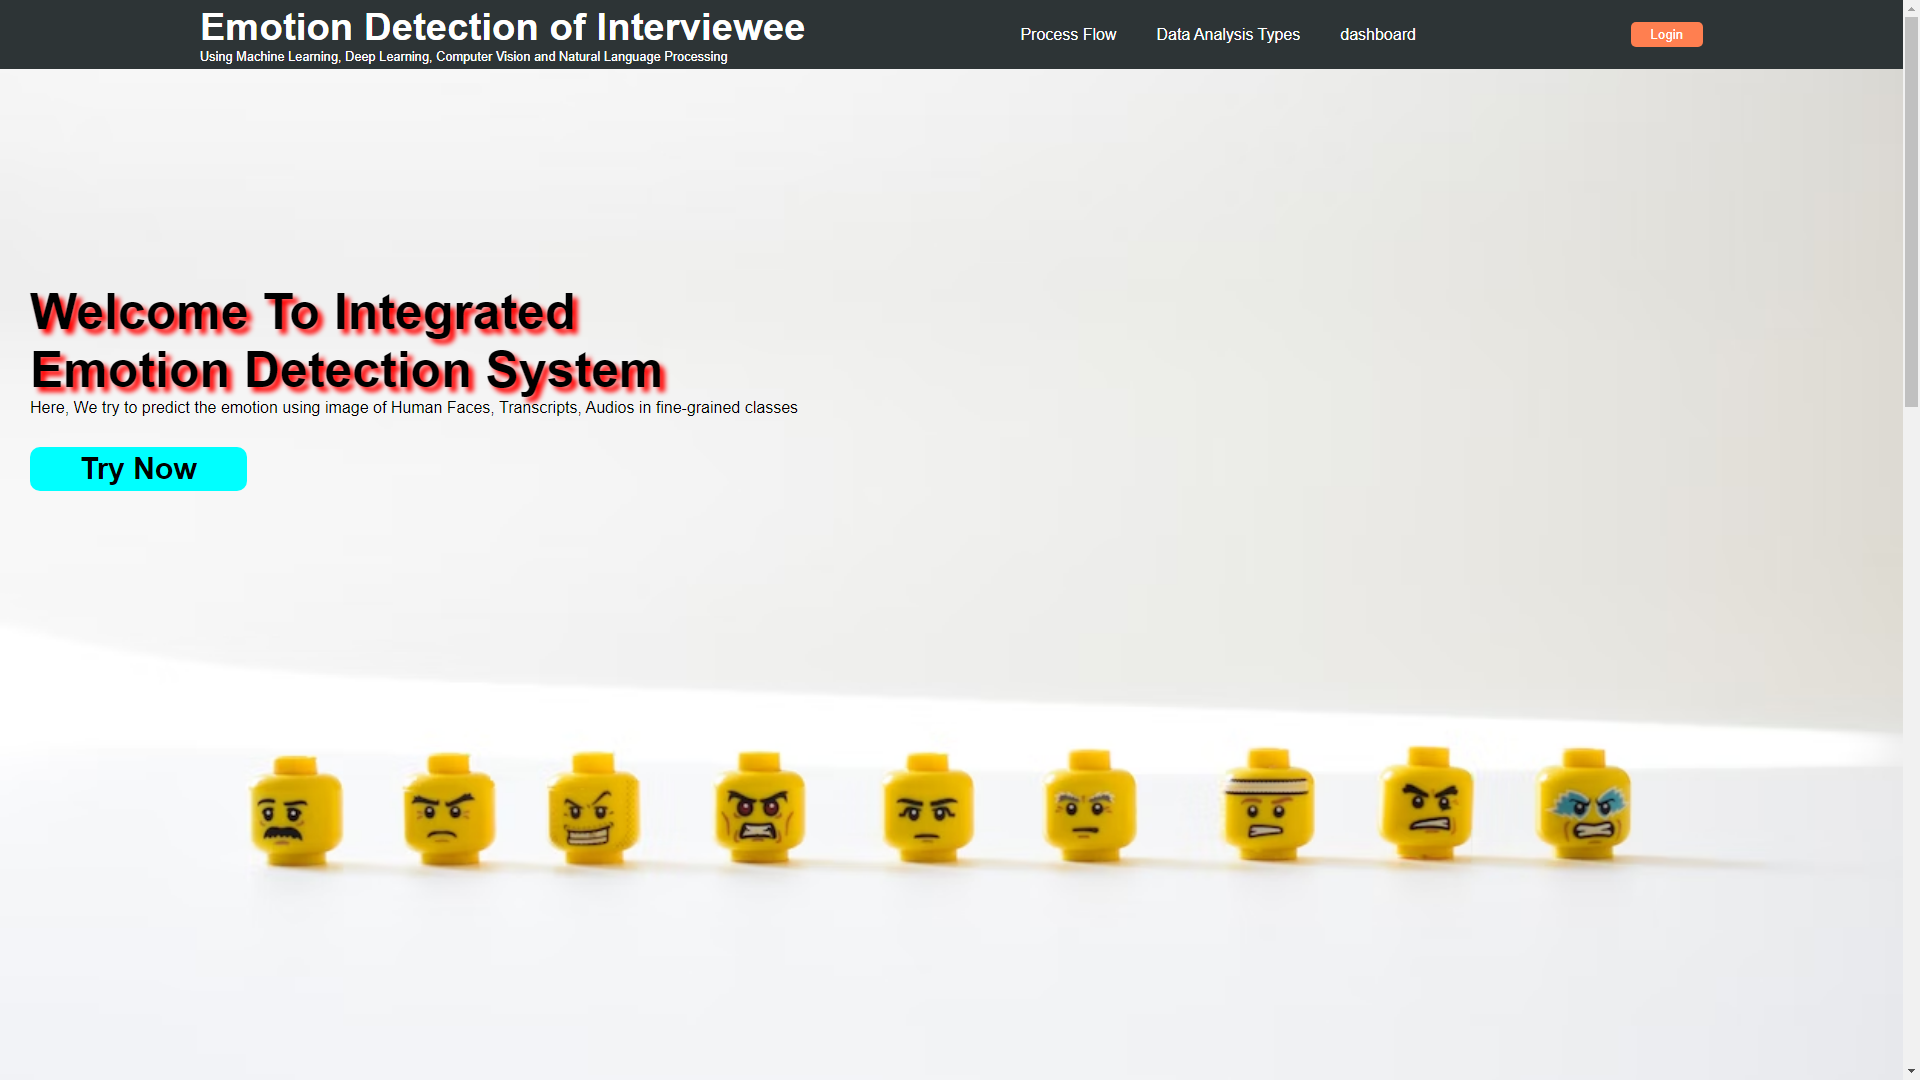 Emotion Detection of Interviewee
Using Machine Learning, Deep Learning, Computer Vision and Natural Language Processing
Process Flow
Data Analysis Types
dashboard
Login
Welcome To Integrated
Emotion Detection System
Here, We try to predict the emotion using image of Human Faces, Transcripts, Audios in fine-grained classes
Try Now